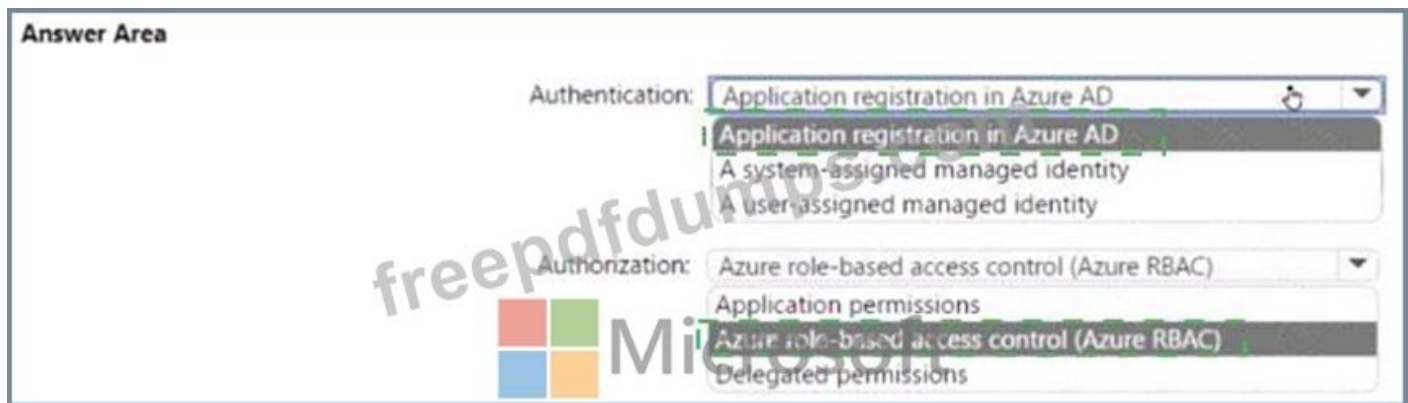 Answer Area
Authentication: Application registration in Azure AD
Application registration in Azure AD
A system-assigned managed identity
A user-assigned managed identity
Authorization: Azure role-based access control (Azure RBAC)
Application permissions
Azure role-based access control (Azure RBAC)
Delegated permissions
freepdfdumps.com
Microsoft